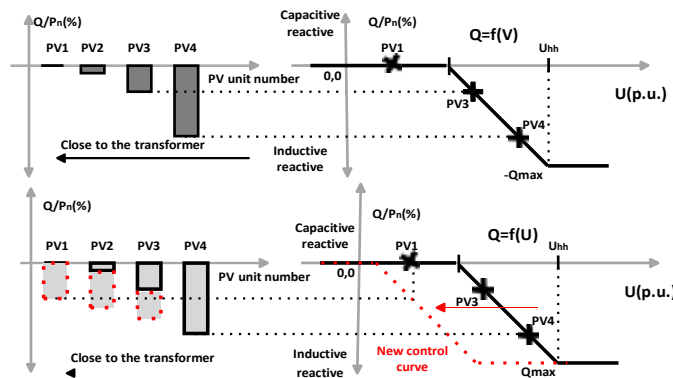 Q/Pn(%)
PV1 PV2 PV3 PV4
PV unit number
Close to the transformer
Capacitive
reactive
Q/Pn(%)
Q=f(V)
PV1
Uhh
0,0
U(p.u.)
PV3
PV4
Inductive
reactive
-Qmax
Q/Pn(%)
PV1 PV2 PV3 PV4
PV unit number
Close to the transformer
Capacitive
reactive
Q/Pn(%)
Q=f(U)
PV1
Uhh
0,0
U(p.u.)
PV3
PV4
Inductive
reactive
New control
curve
Qmax